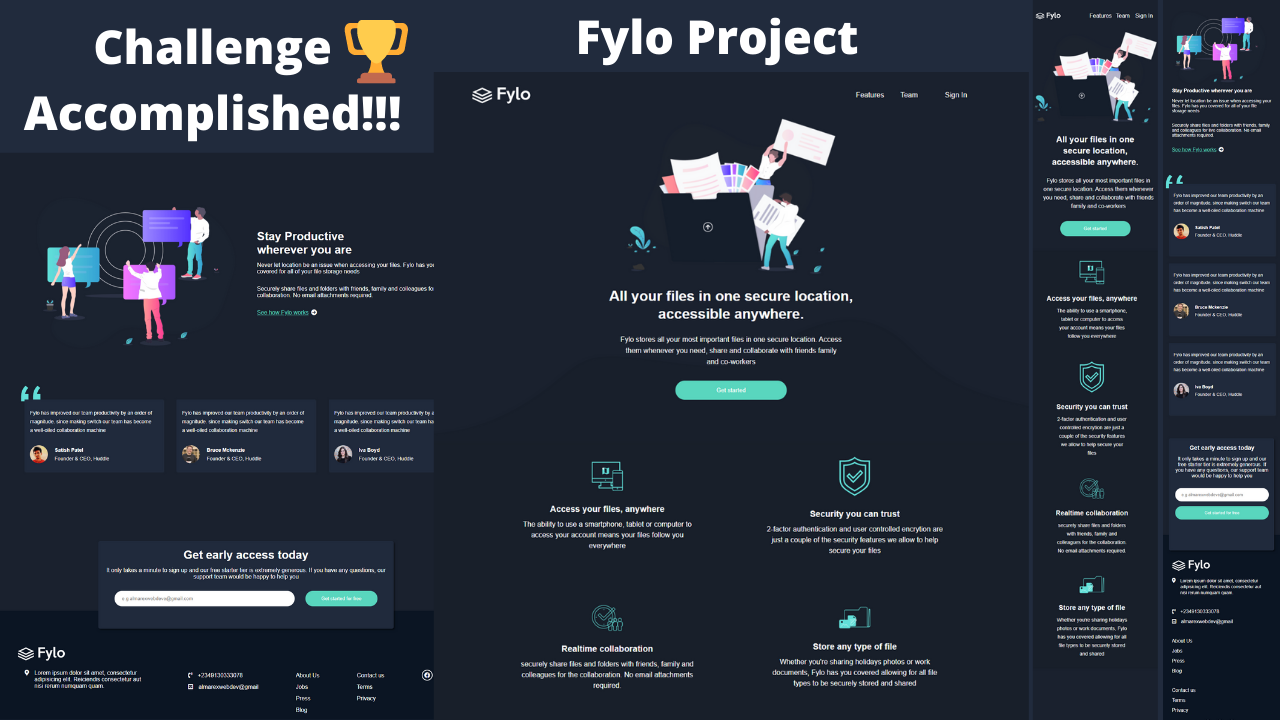 Challenge
Accomplished!!!
Stay Productive
wherever you are
Never let location be an issue when accessing your files. Fylo has you
covered for all of your file storage needs
Securely share files and folders with friends, family and colleagues for
collaboration. No email attachments required.
See how Fylo works
Fylo has improved our team productivity by an order of
magnitude. since making switch our team has become
a well-oiled collaboration machine
Satish Patel
Founder & CEO, Huddle
Fylo has improved our team productivity by an order of
magnitude. since making switch our team has become
a well-oiled collaboration machine
Bruce Mckenzie
Founder & CEO, Huddle
Fylo has improved our team productivity by a
magnitude. since making switch our team has
a well-oiled collaboration machine
Iva Boyd
Founder & CEO, Huddle
Get early access today
It only takes a minute to sign up and our free starter tier is extremely generous. If you have any questions, our
support team would be happy to help you
e.g almarexwebdev@gmail.com
Get started for free
Fylo
Lorem ipsum dolor sit amet, consectetur
adipisicing elit. Reiciendis consectetur aut
nisi rerum numquam quam.
+2349130333078
almarexwebdev@gmail
About Us
Jobs
Press
Blog
Contact us
Terms
Privacy
Fylo Project
Fylo
Features Team Sign In
All your files in one secure location,
accessible anywhere.
Fylo stores all your most important files in one secure location. Access
them whenever you need, share and collaborate with friends family
and co-workers
Get started
Access your files, anywhere
The ability to use a smartphone, tablet or computer to
access your account means your files follow you
everywhere
Security you can trust
2-factor authentication and user controlled encrytion are
just a couple of the security features we allow to help
secure your files
Realtime collaboration
securely share files and folders with friends, family and
colleagues for the collaboration. No email attachments
required.
Store any type of file
Whether you're sharing holidays photos or work
documents, Fylo has you covered allowing for all file
types to be securely stored and shared
Fylo
Features Team Sign In
All your files in one
secure location,
accessible anywhere.
Fylo stores all your most important files in
one secure location. Access them whenever
you need, share and collaborate with friends
family and co-workers
Get started
Access your files, anywhere
The ability to use a smartphone,
tablet or computer to access
your account means your files
follow you everywhere
Security you can trust
2-factor authentication and user
controlled encrytion are just a
couple of the security features
we allow to help secure your
files
Realtime collaboration
securely share files and folders
with friends, family and
colleagues for the collaboration.
No email attachments required.
Store any type of file
Whether you're sharing holidays
photos or work documents, Fylo
has you covered allowing for all
file types to be securely stored
and shared
Stay Productive wherever you are
Never let location be an issue when accessing your
files. Fylo has you covered for all of your file
storage needs
Securely share files and folders with friends, family
and colleagues for live collaboration. No email
attachments required.
See how Fylo works
Fylo has improved our team productivity by an
order of magnitude. since making switch our team
has become a well-oiled collaboration machine
Satish Patel
Founder & CEO, Huddle
Fylo has improved our team productivity by an
order of magnitude. since making switch our team
has become a well-oiled collaboration machine
Bruce Mckenzie
Founder & CEO, Huddle
Fylo has improved our team productivity by an
order of magnitude. since making switch our team
has become a well-oiled collaboration machine
Iva Boyd
Founder & CEO, Huddle
Get early access today
It only takes a minute to sign up and our
free starter tier is extremely generous. If
you have any questions, our support team
would be happy to help you
e.g almarexwebdev@gmail.com
Get started for free
Fylo
Lorem ipsum dolor sit amet, consectetur
adipisicing elit. Reiciendis consectetur aut
nisi rerum numquam quam.
+2349130333078
almarexwebdev@gmail
About Us
Jobs
Press
Blog
Contact us
Terms
Privacy